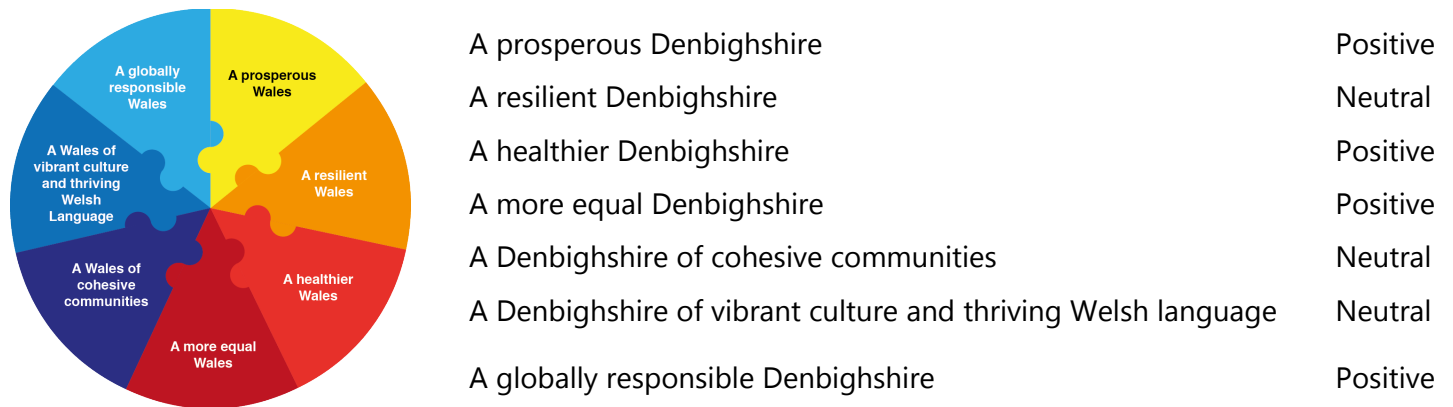 A globally
responsible
Wales
A prosperous
Wales
A resilient
Wales
A healthier
Wales
A more equal
Wales
A Wales of
cohesive
communities
A Wales of
vibrant culture
and thriving
Welsh
Language
A prosperous Denbighshire Positive
A resilient Denbighshire Neutral
A healthier Denbighshire Positive
A more equal Denbighshire Positive
A Denbighshire of cohesive communities Neutral
A Denbighshire of vibrant culture and thriving Welsh language Neutral
A globally responsible Denbighshire Positive